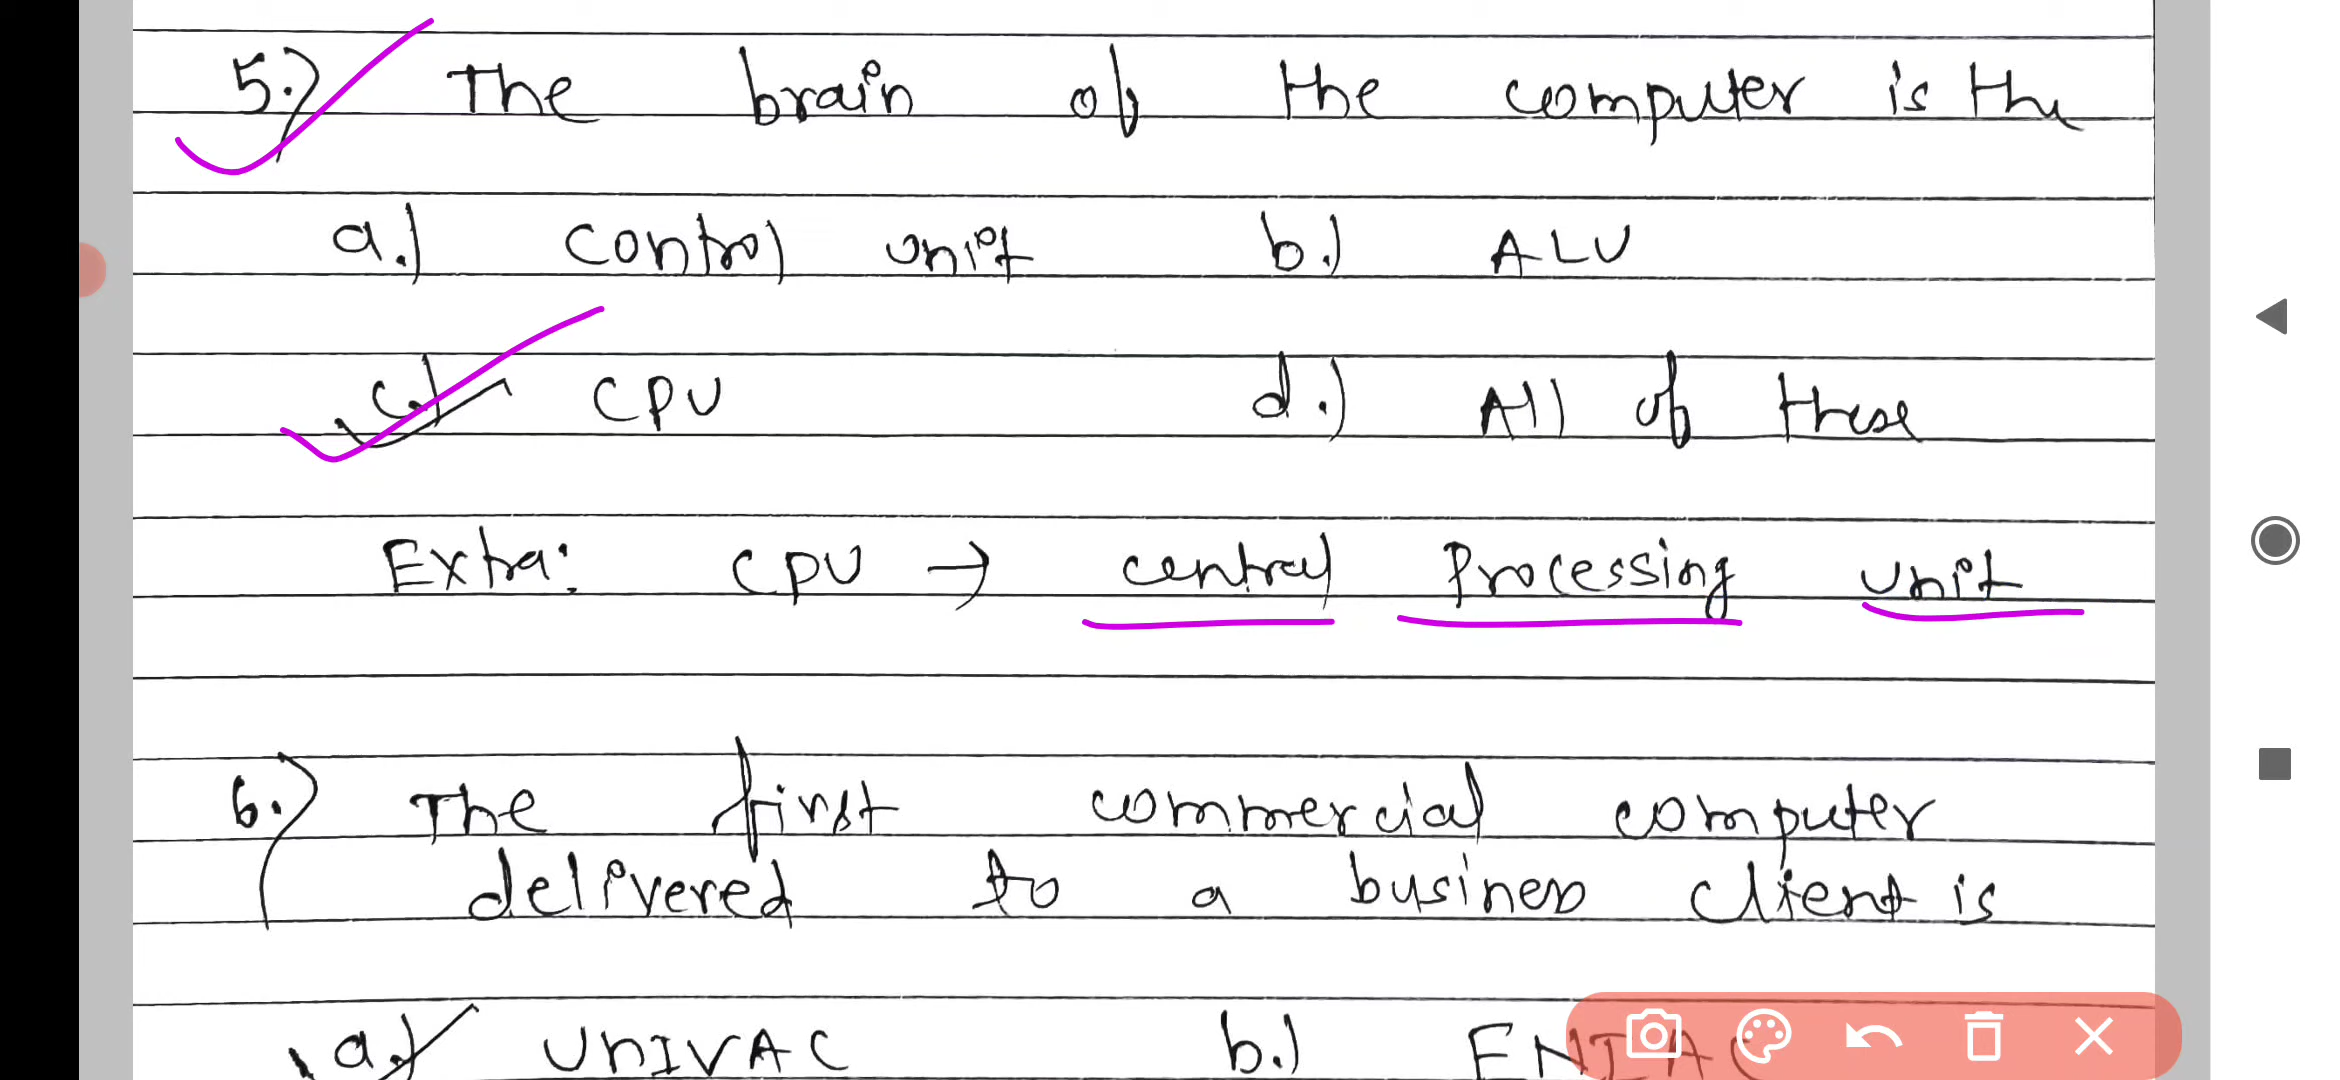 5.) The brain of the computer is the
a.) control unit b.) ALU
c.) CPU d.) All of these
Extra: CPU → central Processing unit
6.) The first commercial computer
delivered to a business client is
a.) UnIVAC b.) ENIAC